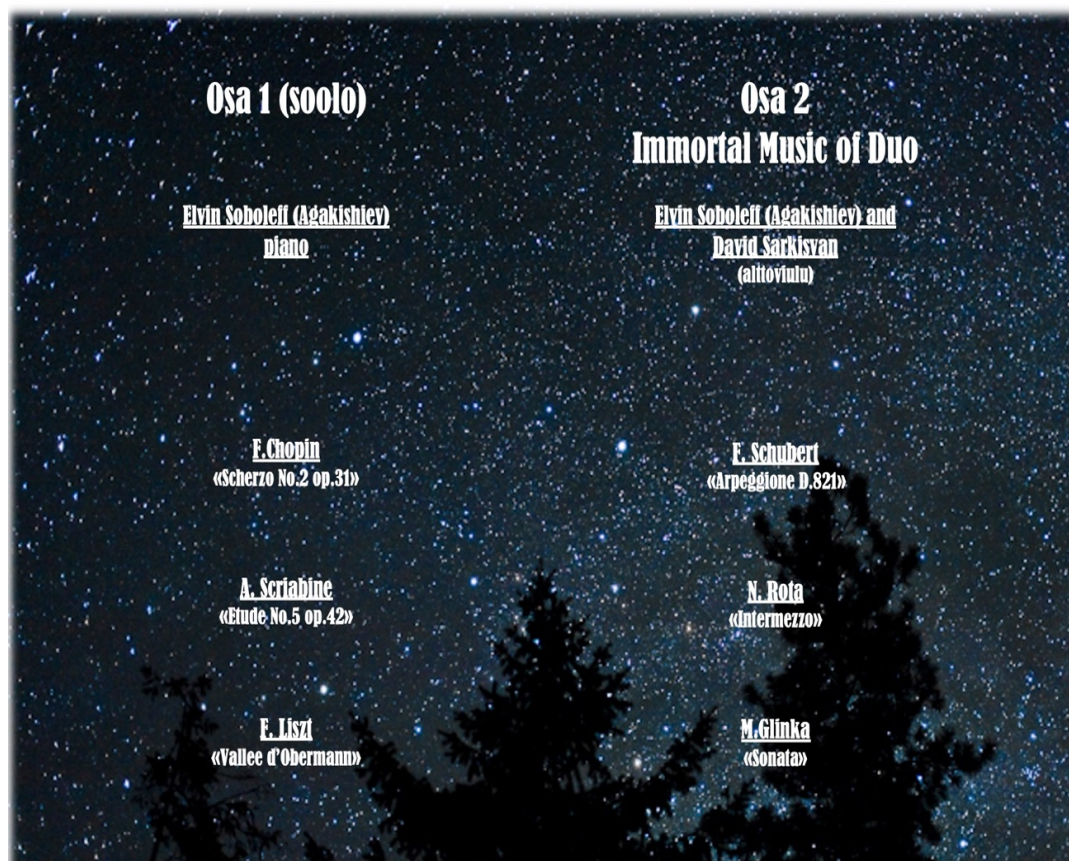 Osa 1 (soolo)
Elvin Soboleff (Agakishiev)
piano
F.Chopin
«Scherzo No.2 op.31»
A. Scriabine
«Etude No.5 op.42»
F. Liszt
«Vallee d'Obermann»
Osa 2
Immortal Music of Duo
Elvin Soboleff (Agakishiev) and
David Sarkisyan
(alttoviulu)
F. Schubert
«Arpeggione D.821»
N. Rota
«Intermezzo»
M.Glinka
«Sonata»